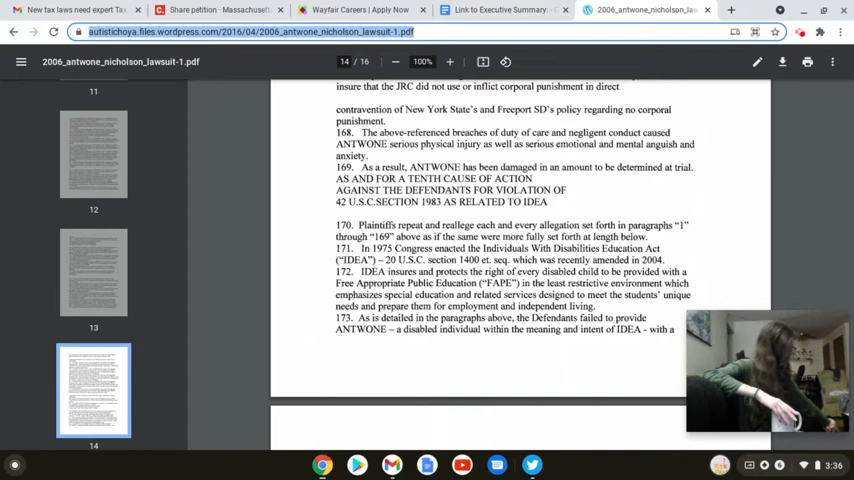 New tax laws need expert Tax
Share petition · Massachusett
Wayfair Careers | Apply Now
Link to Executive Summary: - G
2006_antwone_nicholson_laws
autistichoya.files.wordpress.com/2016/04/2006_antwone_nicholson_lawsuit-1.pdf
2006_antwone_nicholson_lawsuit-1.pdf
14 / 16
100%
11
12
13
14
insure that the JRC did not use or inflict corporal punishment in direct
contravention of New York State's and Freeport SD's policy regarding no corporal
punishment.
168. The above-referenced breaches of duty of care and negligent conduct caused
ANTWONE serious physical injury as well as serious emotional and mental anguish and
anxiety.
169. As a result, ANTWONE has been damaged in an amount to be determined at trial.
AS AND FOR A TENTH CAUSE OF ACTION
AGAINST THE DEFENDANTS FOR VIOLATION OF
42 U.S.C.SECTION 1983 AS RELATED TO IDEA
170. Plaintiffs repeat and reallege each and every allegation set forth in paragraphs “1”
through “169” above as if the same were more fully set forth at length below.
171. In 1975 Congress enacted the Individuals With Disabilities Education Act
(“IDEA”) – 20 U.S.C. section 1400 et. seq. which was recently amended in 2004.
172. IDEA insures and protects the right of every disabled child to be provided with a
Free Appropriate Public Education (“FAPE”) in the least restrictive environment which
emphasizes special education and related services designed to meet the students’ unique
needs and prepare them for employment and independent living.
173. As is detailed in the paragraphs above, the Defendants failed to provide
ANTWONE – a disabled individual within the meaning and intent of IDEA - with a
3:36